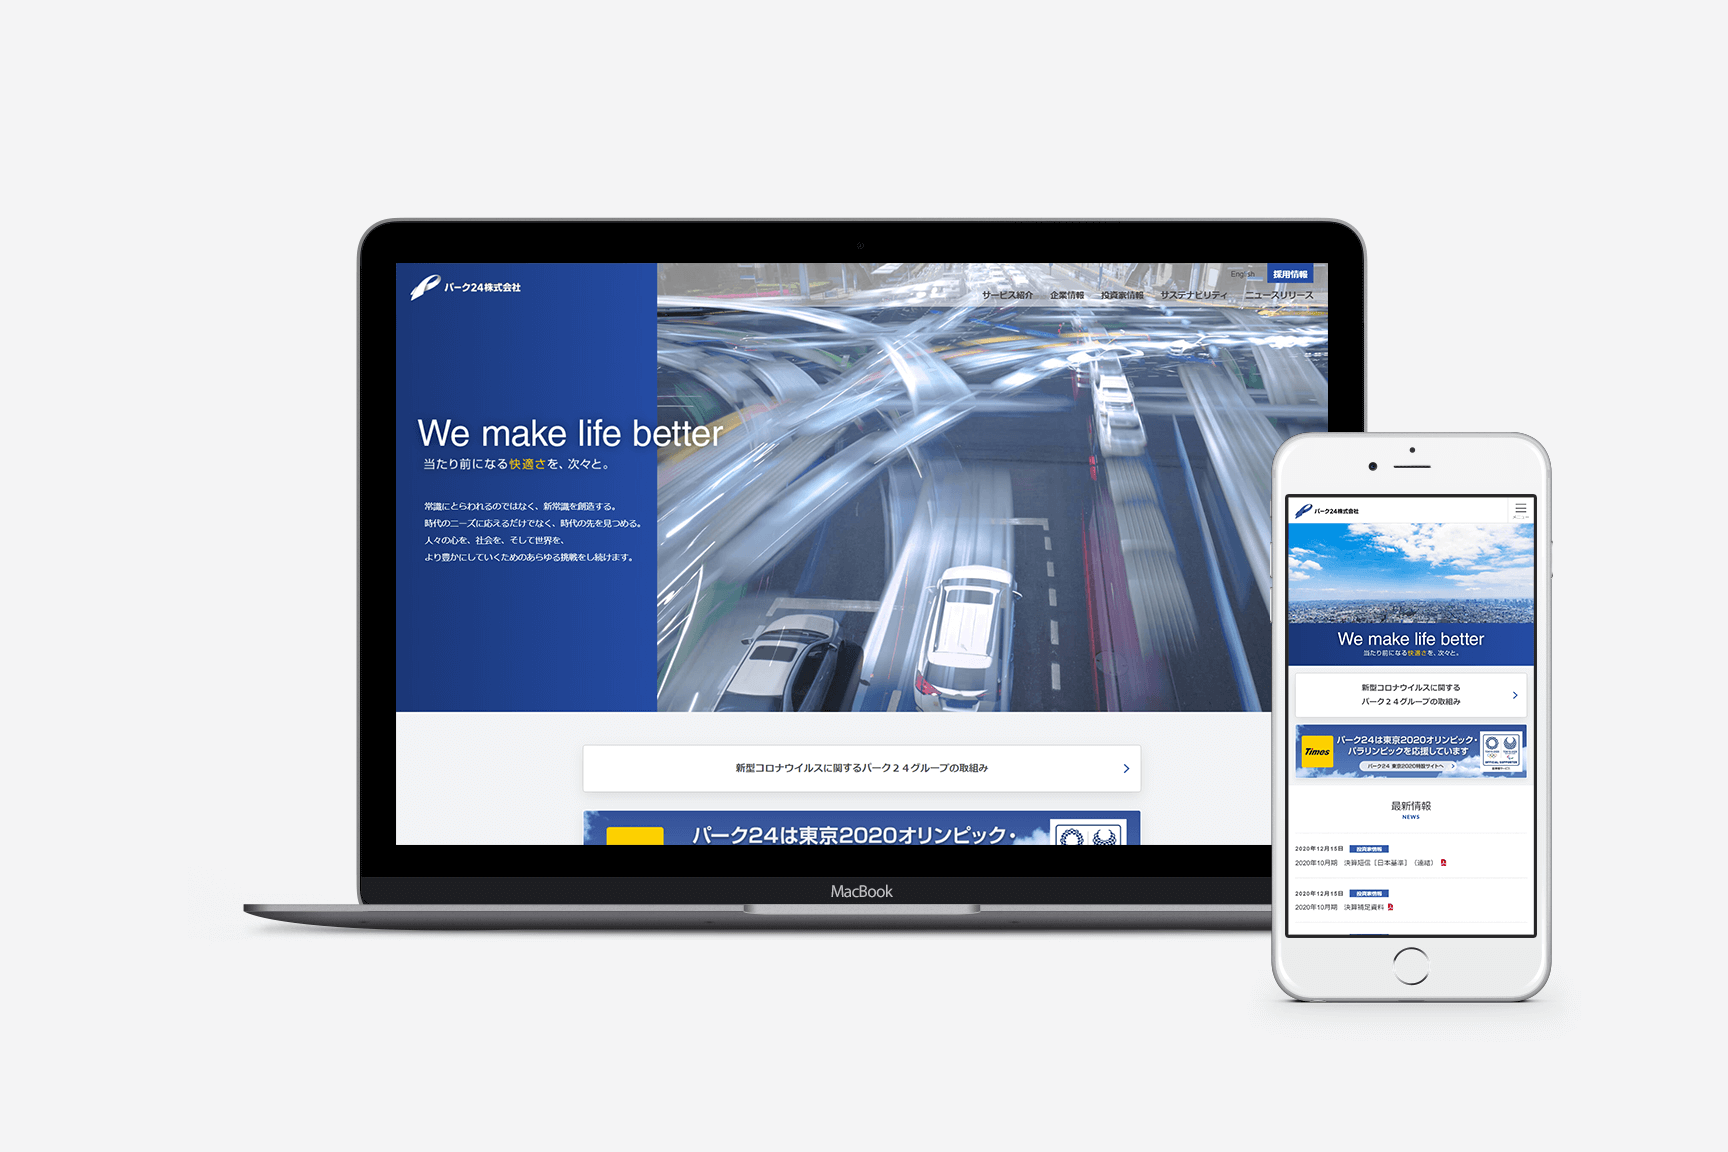 パーク24株式会社
English
採用情報
サービス紹介 企業情報 投資家情報 サステナビリティ ニュースリリース
We make life better
当たり前になる快適さを、次々と。
常識にとらわれるのではなく、新常識を創造する。
時代のニーズに応えるだけでなく、時代の先を見つめる。
人々の心を、社会を、そして世界を、
より豊かにしていくためのあらゆる挑戦をし続けます。
新型コロナウイルスに関するパーク２４グループの取組み
パーク24は東京2020オリンピック・
MacBook
パーク24株式会社
メニュー
We make life better
当たり前になる快適さを、次々と。
新型コロナウイルスに関する
パーク２４グループの取組み
Times
パーク24は東京2020オリンピック・
パラリンピックを応援しています
パーク24 東京2020特設サイトへ
OFFICIAL SUPPORTER
最新情報
NEWS
2020年12月15日 投資家情報
2020年10月期 決算短信［日本基準］（連結）
2020年12月15日 投資家情報
2020年10月期 決算補足資料